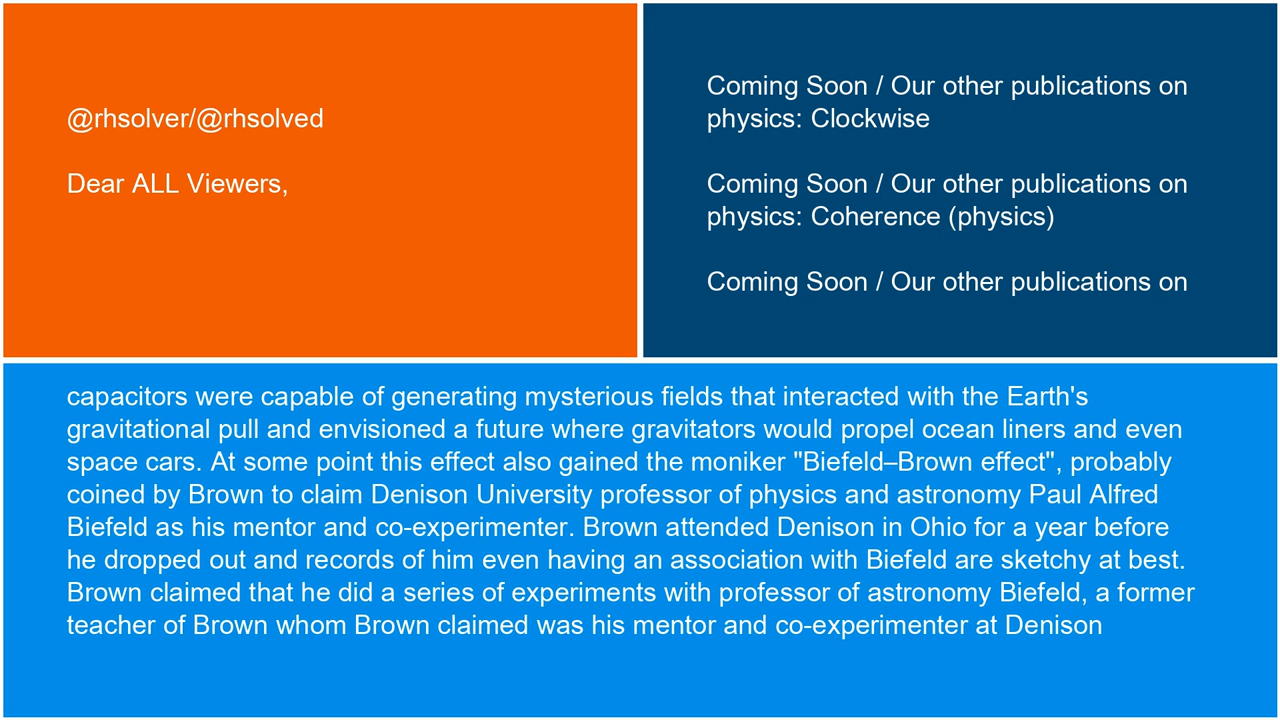 @rhsolver/@rhsolved
Dear ALL Viewers,
Coming Soon / Our other publications on
physics: Clockwise
Coming Soon / Our other publications on
physics: Coherence (physics)
Coming Soon / Our other publications on
capacitors were capable of generating mysterious fields that interacted with the Earth's
gravitational pull and envisioned a future where gravitators would propel ocean liners and even
space cars. At some point this effect also gained the moniker "Biefeld–Brown effect", probably
coined by Brown to claim Denison University professor of physics and astronomy Paul Alfred
Biefeld as his mentor and co-experimenter. Brown attended Denison in Ohio for a year before
he dropped out and records of him even having an association with Biefeld are sketchy at best.
Brown claimed that he did a series of experiments with professor of astronomy Biefeld, a former
teacher of Brown whom Brown claimed was his mentor and co-experimenter at Denison